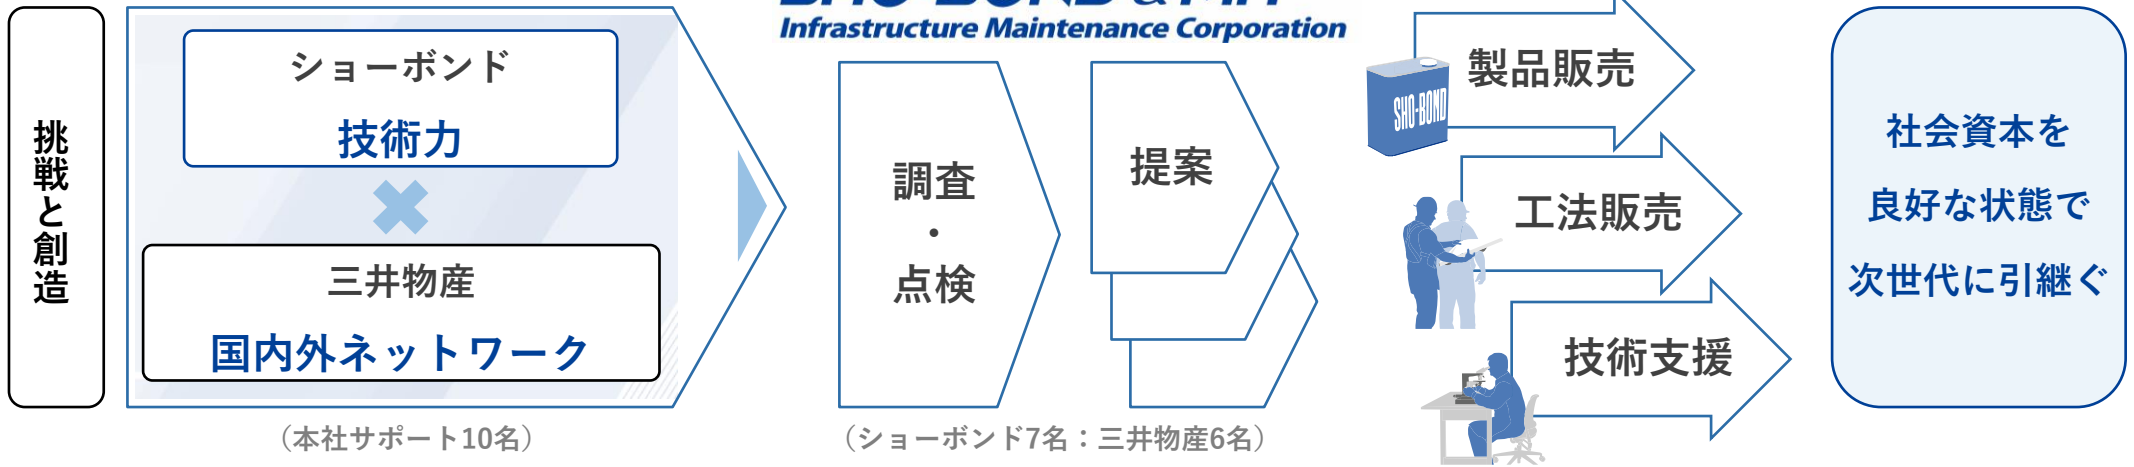 挑戦と創造
ショーボンド
技術力
三井物産
国内外ネットワーク
（本社サポート10名）
Infrastructure Maintenance Corporation
調査
・
点検
提案
（ショーボンド7名：三井物産6名）
SHO-BOND
製品販売
工法販売
技術支援
社会資本を
良好な状態で
次世代に引継ぐ